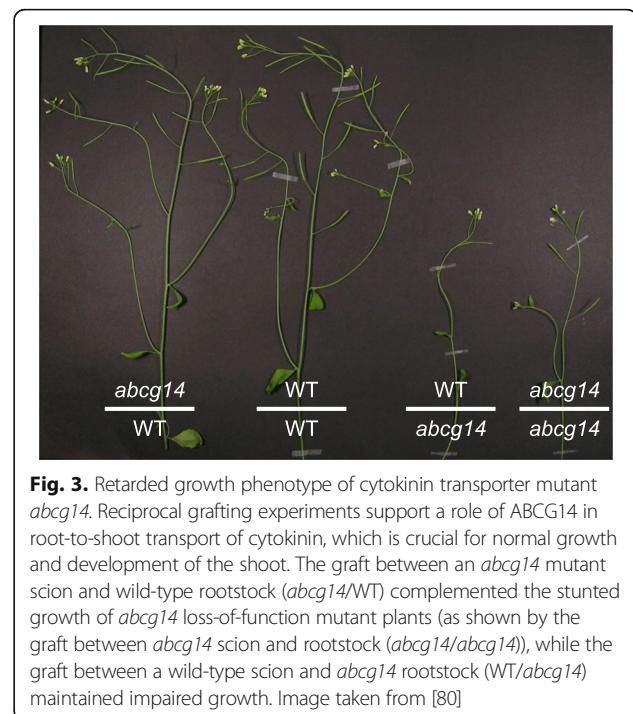 abcg14 WT WT abcg14
WT WT abcg14 abcg14
Fig. 3. Retarded growth phenotype of cytokinin transporter mutant
abcg14. Reciprocal grafting experiments support a role of ABCG14 in
root-to-shoot transport of cytokinin, which is crucial for normal growth
and development of the shoot. The graft between an abcg14 mutant
scion and wild-type rootstock (abcg14/WT) complemented the stunted
growth of abcg14 loss-of-function mutant plants (as shown by the
graft between abcg14 scion and rootstock (abcg14/abcg14)), while the
graft between a wild-type scion and abcg14 rootstock (WT/abcg14)
maintained impaired growth. Image taken from [80]